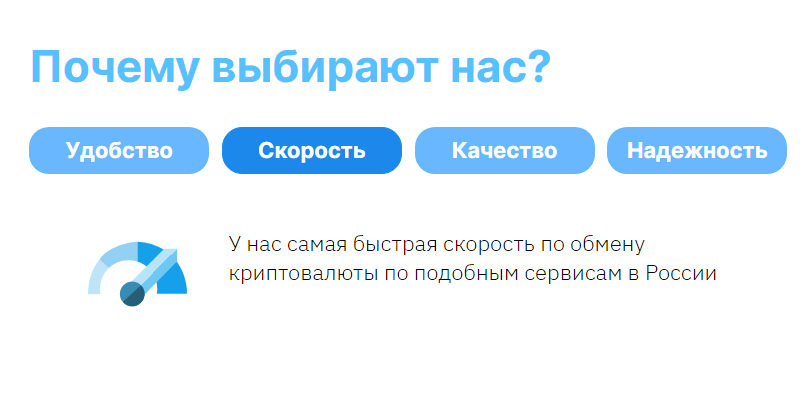 Почему выбирают нас?
Удобство
Скорость
Качество
Надежность
У нас самая быстрая скорость по обмену
криптовалюты по подобным сервисам в России